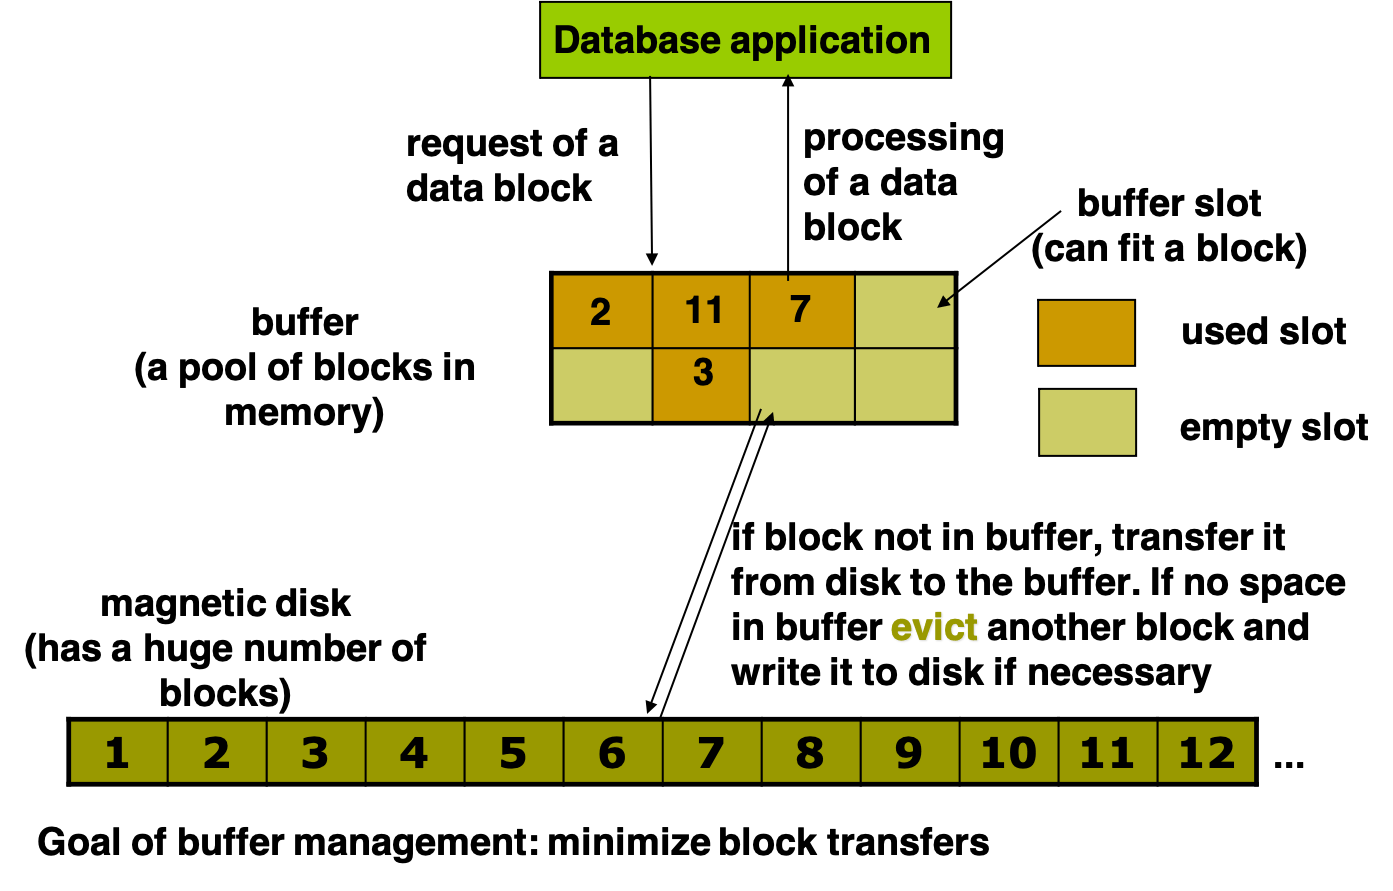 Database application
request of a
data block
processing
of a data
block
buffer slot
(can fit a block)
2 11 7
3
used slot
empty slot
buffer
(a pool of blocks in
memory)
if block not in buffer, transfer it
from disk to the buffer. If no space
in buffer evict another block and
write it to disk if necessary
magnetic disk
(has a huge number of
blocks)
1 2 3 4 5 6 7 8 9 10 11 12 ...
Goal of buffer management: minimize block transfers